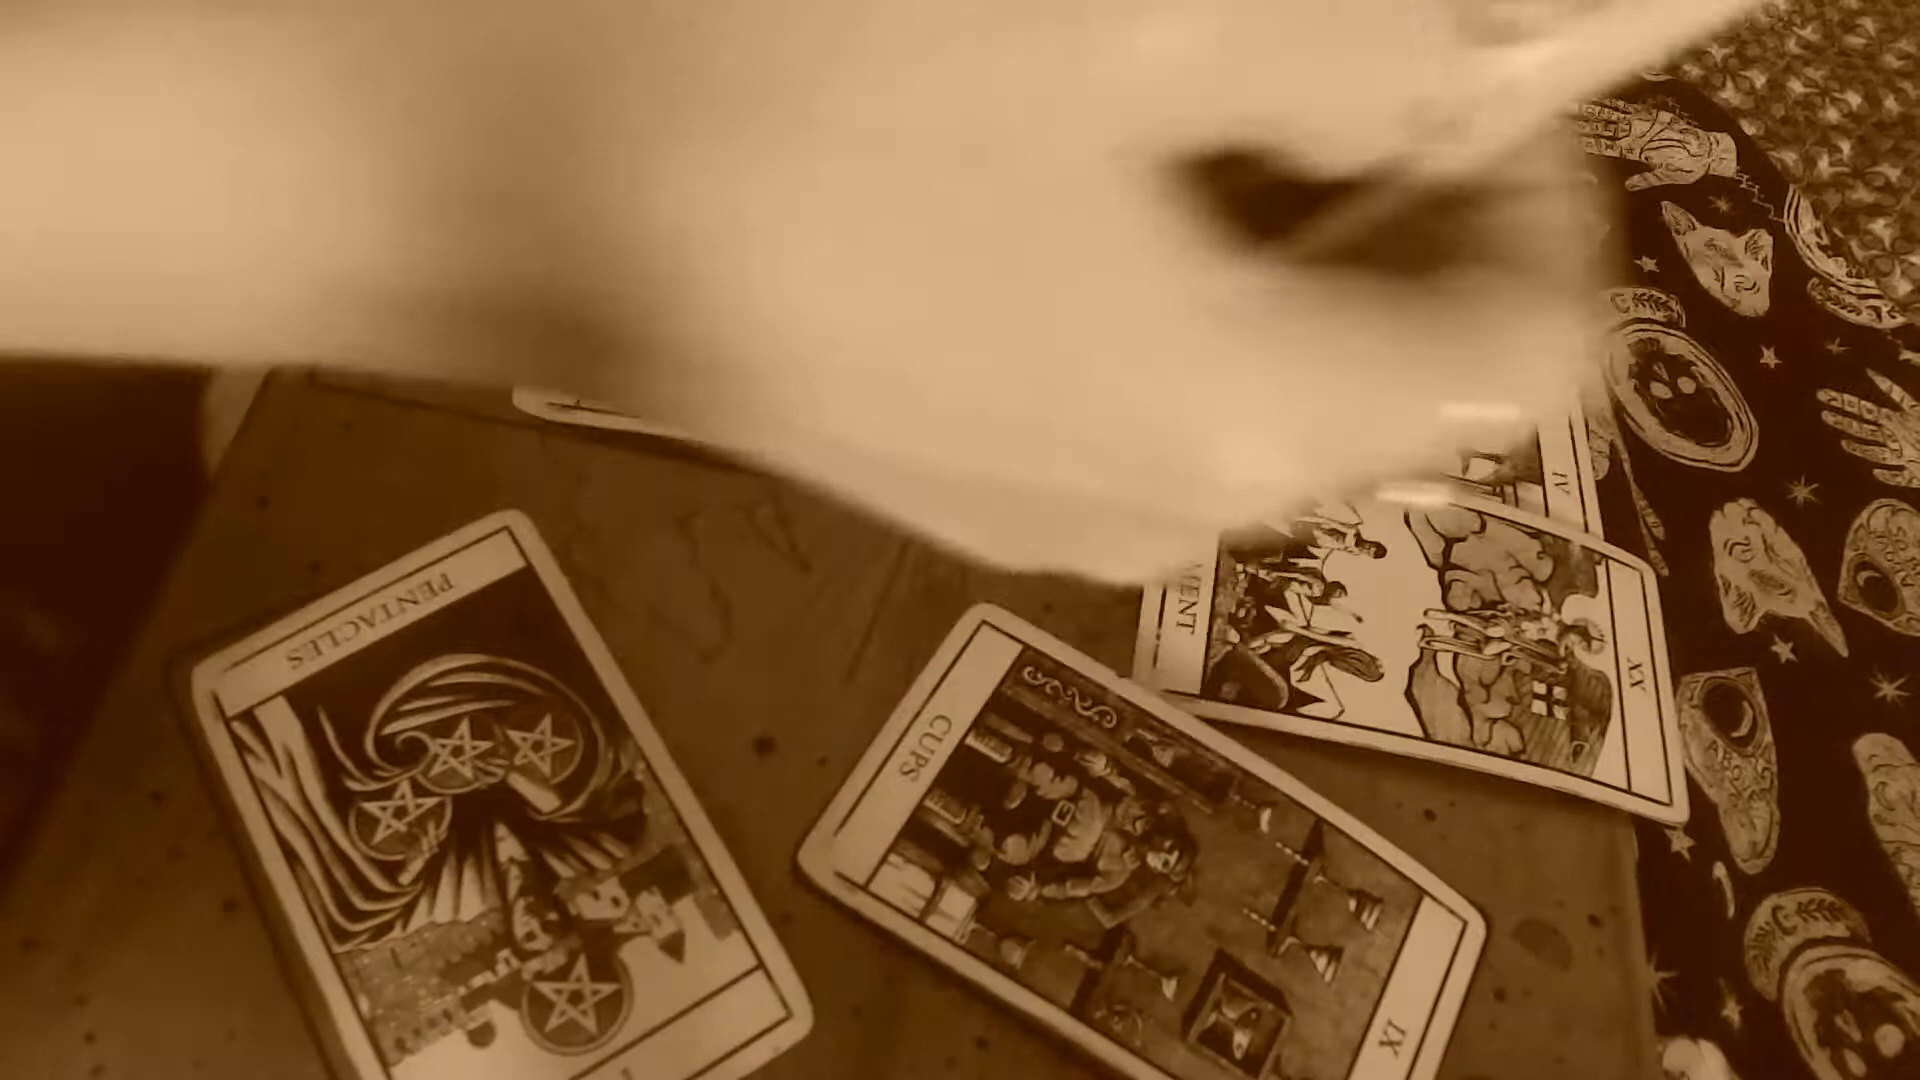 IV
XX
MENT
PENTACLES
CUPS
IX